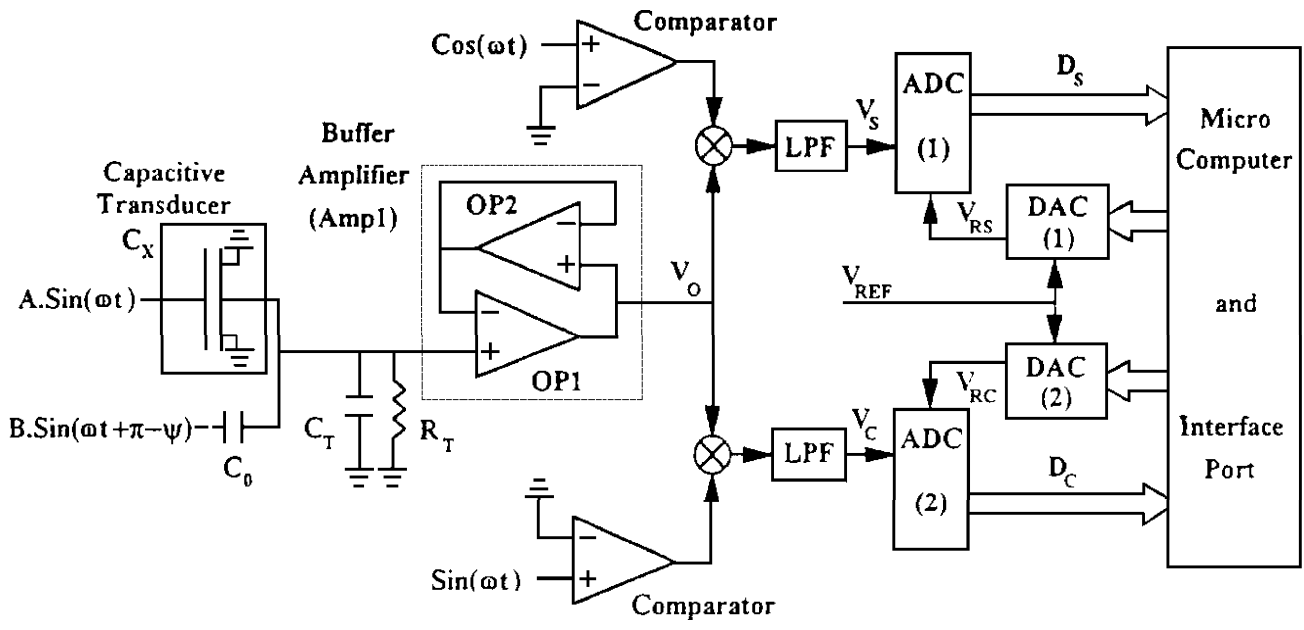 Comparator
Cos(ωt)
+
−
Buffer
Amplifier
(Amp1)
Capacitive
Transducer
C_X
A.Sin(ωt)
B.Sin(ωt+π−ψ)
C_0
C_T
R_T
OP2
−
+
−
+
OP1
V_O
LPF
V_S
ADC
(1)
D_S
V_RS
DAC
(1)
V_REF
DAC
(2)
V_RC
LPF
V_C
ADC
(2)
D_C
Micro
Computer
and
Interface
Port
−
+
Sin(ωt)
Comparator